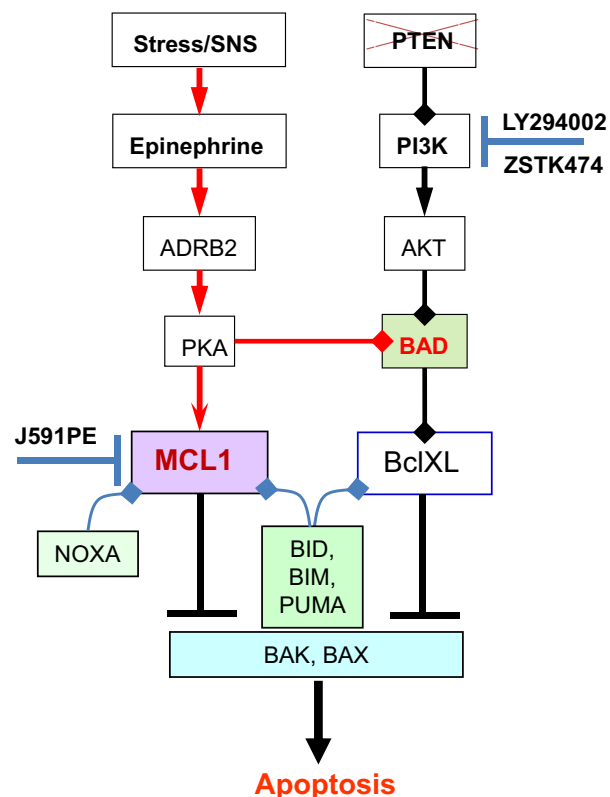 Stress/SNS
PTEN
Epinephrine
PI3K
LY294002
ZSTK474
ADRB2
AKT
PKA
BAD
J591PE
MCL1
BclXL
NOXA
BID,
BIM,
PUMA
BAK, BAX
Apoptosis